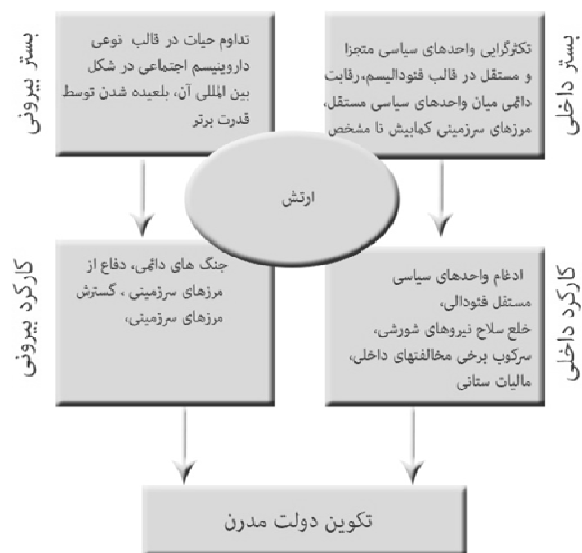 بستر داخلی
تکثرگرایی واحدهای سیاسی متجزا
و مستقل در قالب فئودالیسم،رقابت
دائمی میان واحدهای سیاسی مستقل،
مرزهای سرزمینی کمابیش نا مشخص
بستر بیرونی
تداوم حیات در قالب نوعی
داروینیسم اجتماعی در شکل
بین المللی آن، بلعیده شدن توسط
قدرت برتر
ارتش
کارکرد داخلی
ادغام واحدهای سیاسی
مستقل فئودالی،
خلع سلاح نیروهای شورشی،
سرکوب برخی مخالفتهای داخلی،
مالیات ستانی
کارکرد بیرونی
جنگ های دائمی، دفاع از
مرزهای سرزمینی ، گسترش
مرزهای سرزمینی،
تکوین دولت مدرن